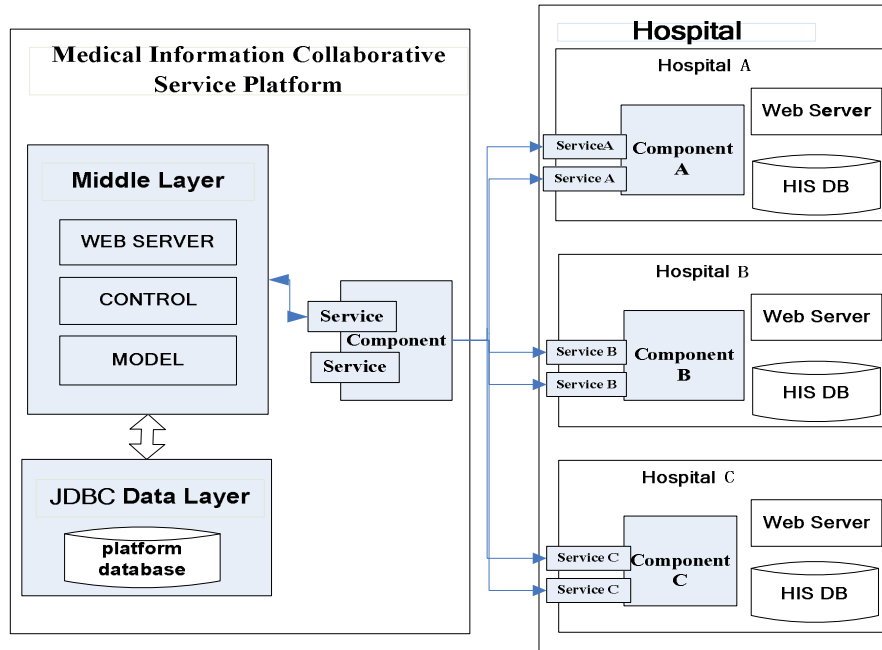 Medical Information Collaborative
Service Platform
Middle Layer
WEB SERVER
CONTROL
MODEL
JDBC Data Layer
platform
database
Service
Component
Service
Hospital
Hospital A
ServiceA
Service A
Component
A
Web Server
HIS DB
Hospital B
Service B
Service B
Component
B
Web Server
HIS DB
Hospital C
Service C
Service C
Component
C
Web Server
HIS DB